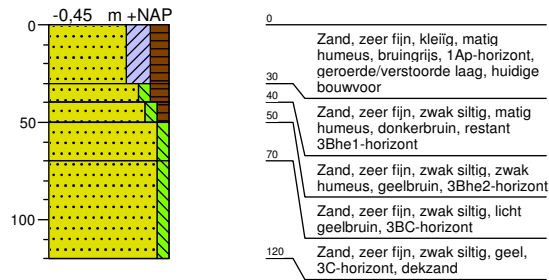 -0,45 m +NAP
0
50
100
0
Zand, zeer fijn, kleiïg, matig
humeus, bruingrijs, 1Ap-horizont,
geroerde/verstoorde laag, huidige
bouwvoor
30
40
Zand, zeer fijn, zwak siltig, matig
humeus, donkerbruin, restant
3Bhe1-horizont
50
Zand, zeer fijn, zwak siltig, zwak
humeus, geelbruin, 3Bhe2-horizont
70
Zand, zeer fijn, zwak siltig, licht
geelbruin, 3BC-horizont
120
Zand, zeer fijn, zwak siltig, geel,
3C-horizont, dekzand